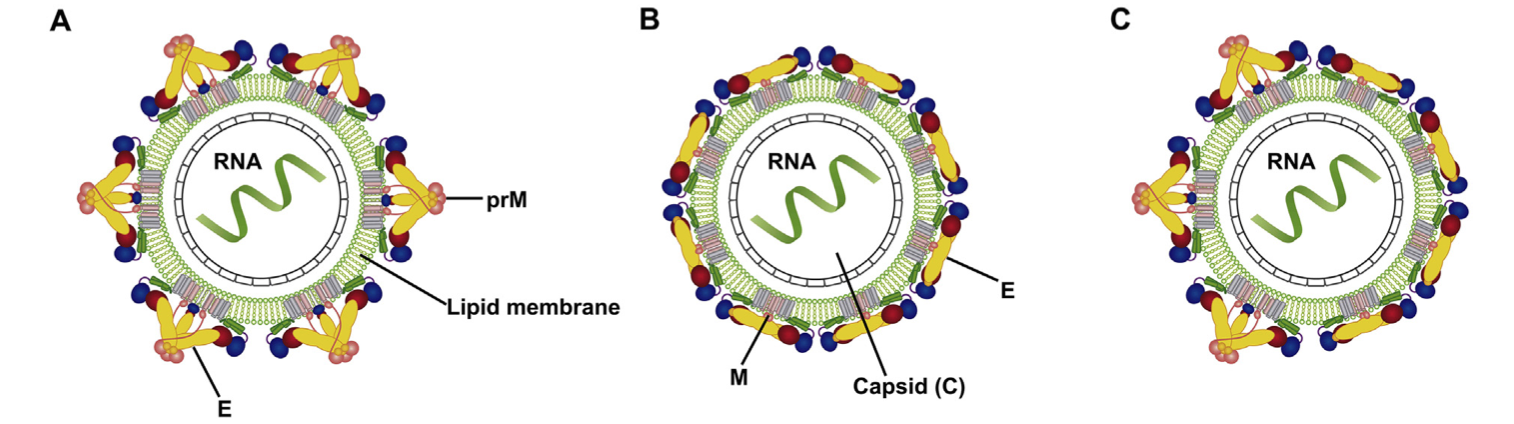 A
B
C
RNA
RNA
RNA
prM
Lipid membrane
E
E
M
Capsid (C)